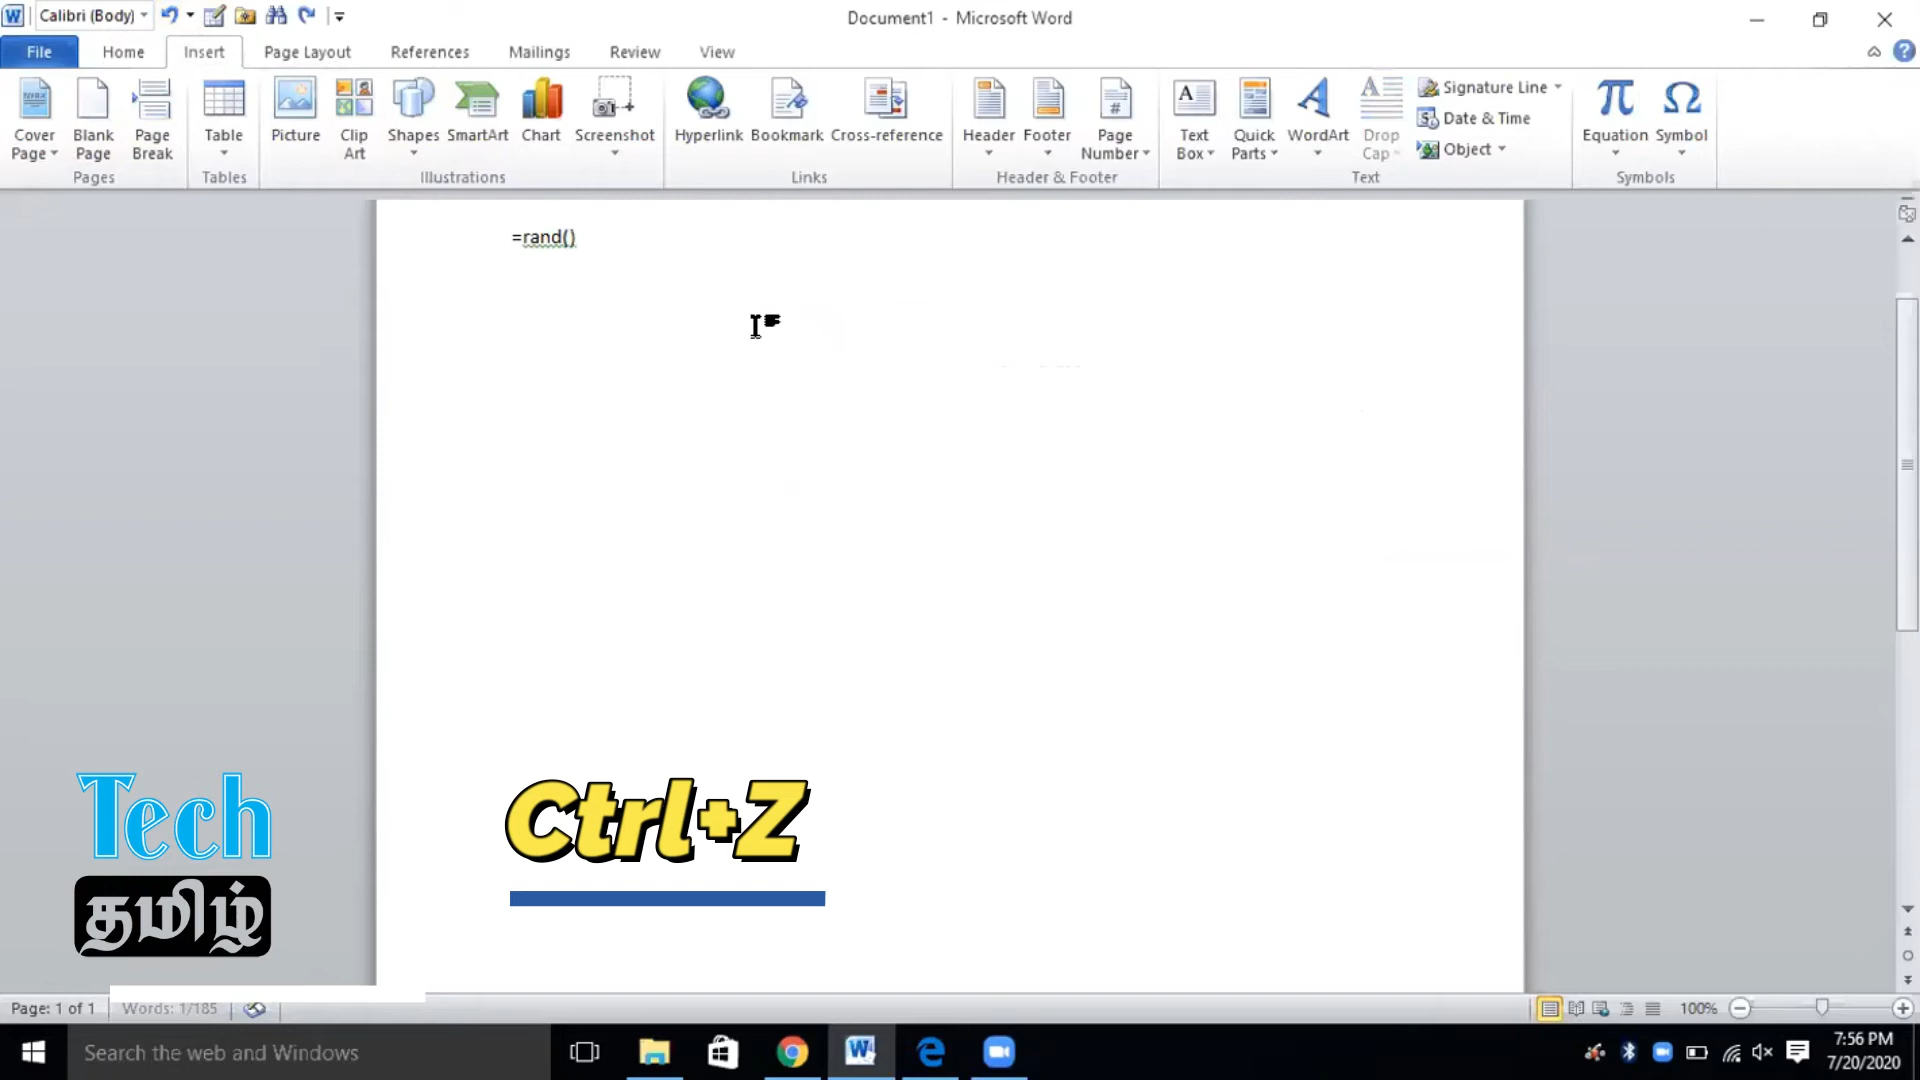 Calibri (Body)
Document1 - Microsoft Word
File Home Insert Page Layout References Mailings Review View
Cover Page
Blank Page
Page Break
Table
Picture
Clip Art
Shapes
SmartArt
Chart
Screenshot
Hyperlink
Bookmark
Cross-reference
Header
Footer
Page Number
Text Box
Quick Parts
WordArt
Drop Cap
Signature Line
Date & Time
Object
Equation
Symbol
Pages
Tables
Illustrations
Links
Header & Footer
Text
Symbols
=rand()
Ctrl+Z
Tech
தமிழ்
Page: 1 of 1
Words: 1/185
100%
Search the web and Windows
7:56 PM
7/20/2020